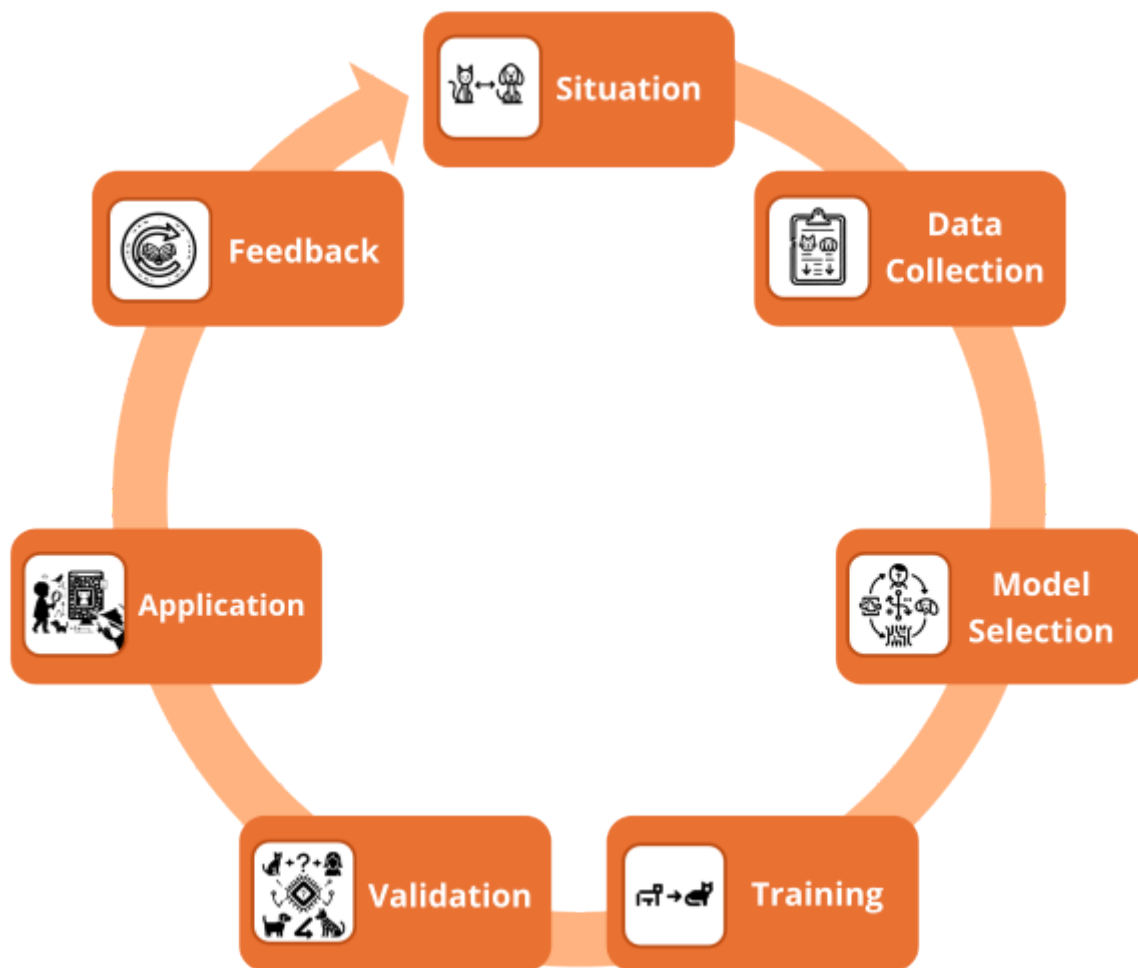 Situation
Data
Collection
Model
Selection
Training
Validation
Application
Feedback